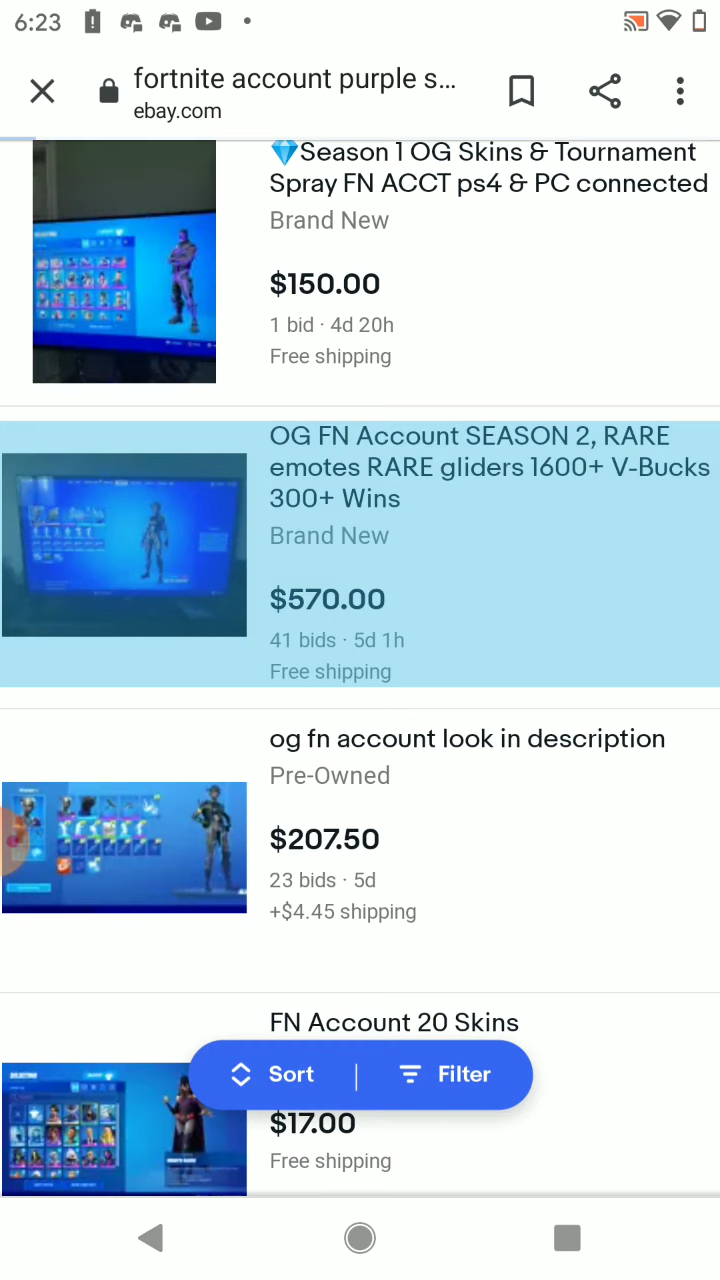 6:23
fortnite account purple s...
ebay.com
💎Season 1 OG Skins & Tournament
Spray FN ACCT ps4 & PC connected
Brand New
$150.00
1 bid · 4d 20h
Free shipping
OG FN Account SEASON 2, RARE
emotes RARE gliders 1600+ V-Bucks
300+ Wins
Brand New
$570.00
41 bids · 5d 1h
Free shipping
og fn account look in description
Pre-Owned
$207.50
23 bids · 5d
+$4.45 shipping
FN Account 20 Skins
Sort | Filter
$17.00
Free shipping